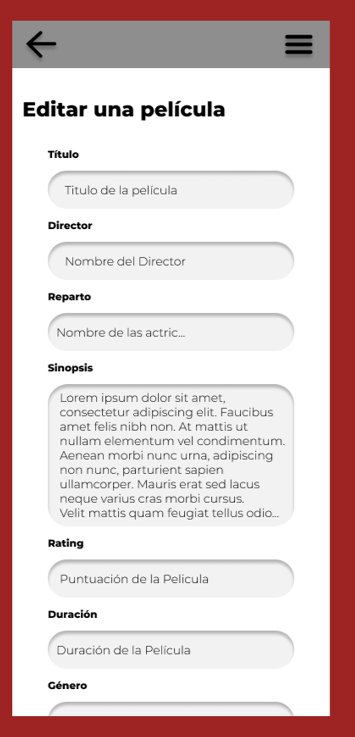 Editar una película
Título
Titulo de la película
Director
Nombre del Director
Reparto
Nombre de las actric...
Sinopsis
Lorem ipsum dolor sit amet,
consectetur adipiscing elit. Faucibus
amet felis nibh non. At mattis ut
nullam elementum vel condimentum.
Aenean morbi nunc urna, adipiscing
non nunc, parturient sapien
ullamcorper. Mauris erat sed lacus
neque varius cras morbi cursus.
Velit mattis quam feugiat tellus odio...
Rating
Puntuación de la Pelicula
Duración
Duración de la Película
Género